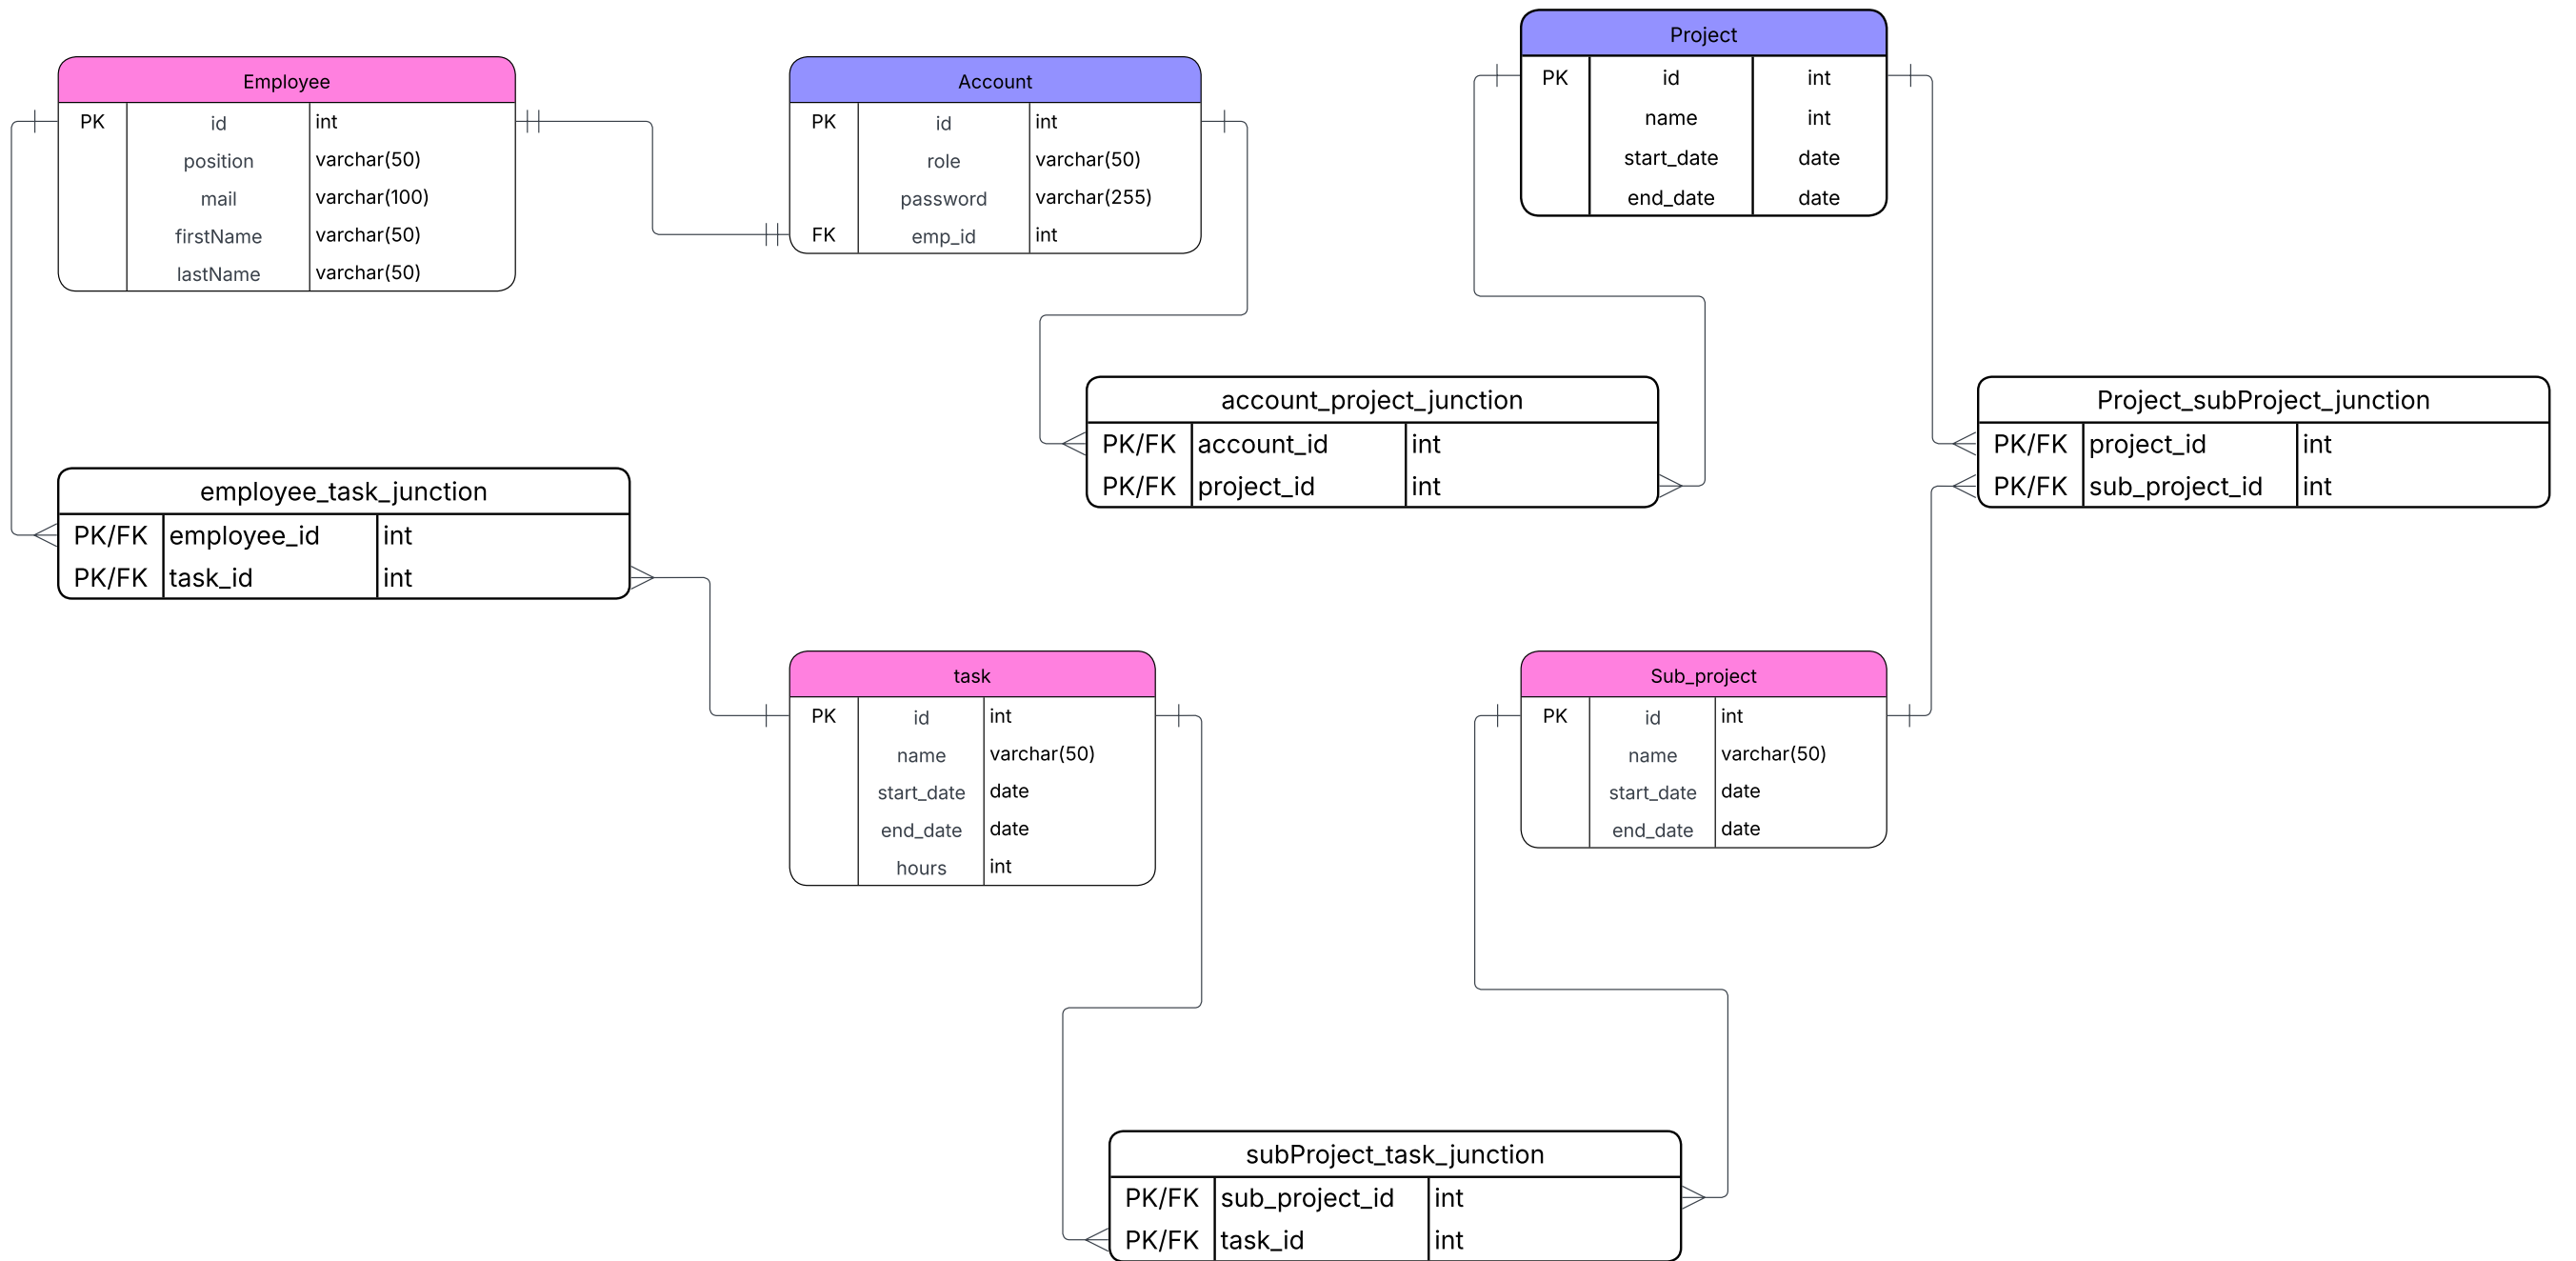 Employee
PK id int
position varchar(50)
mail varchar(100)
firstName varchar(50)
lastName varchar(50)
Account
PK id int
role varchar(50)
password varchar(255)
FK emp_id int
Project
PK id int
name int
start_date date
end_date date
account_project_junction
PK/FK account_id int
PK/FK project_id int
Project_subProject_junction
PK/FK project_id int
PK/FK sub_project_id int
employee_task_junction
PK/FK employee_id int
PK/FK task_id int
task
PK id int
name varchar(50)
start_date date
end_date date
hours int
Sub_project
PK id int
name varchar(50)
start_date date
end_date date
subProject_task_junction
PK/FK sub_project_id int
PK/FK task_id int